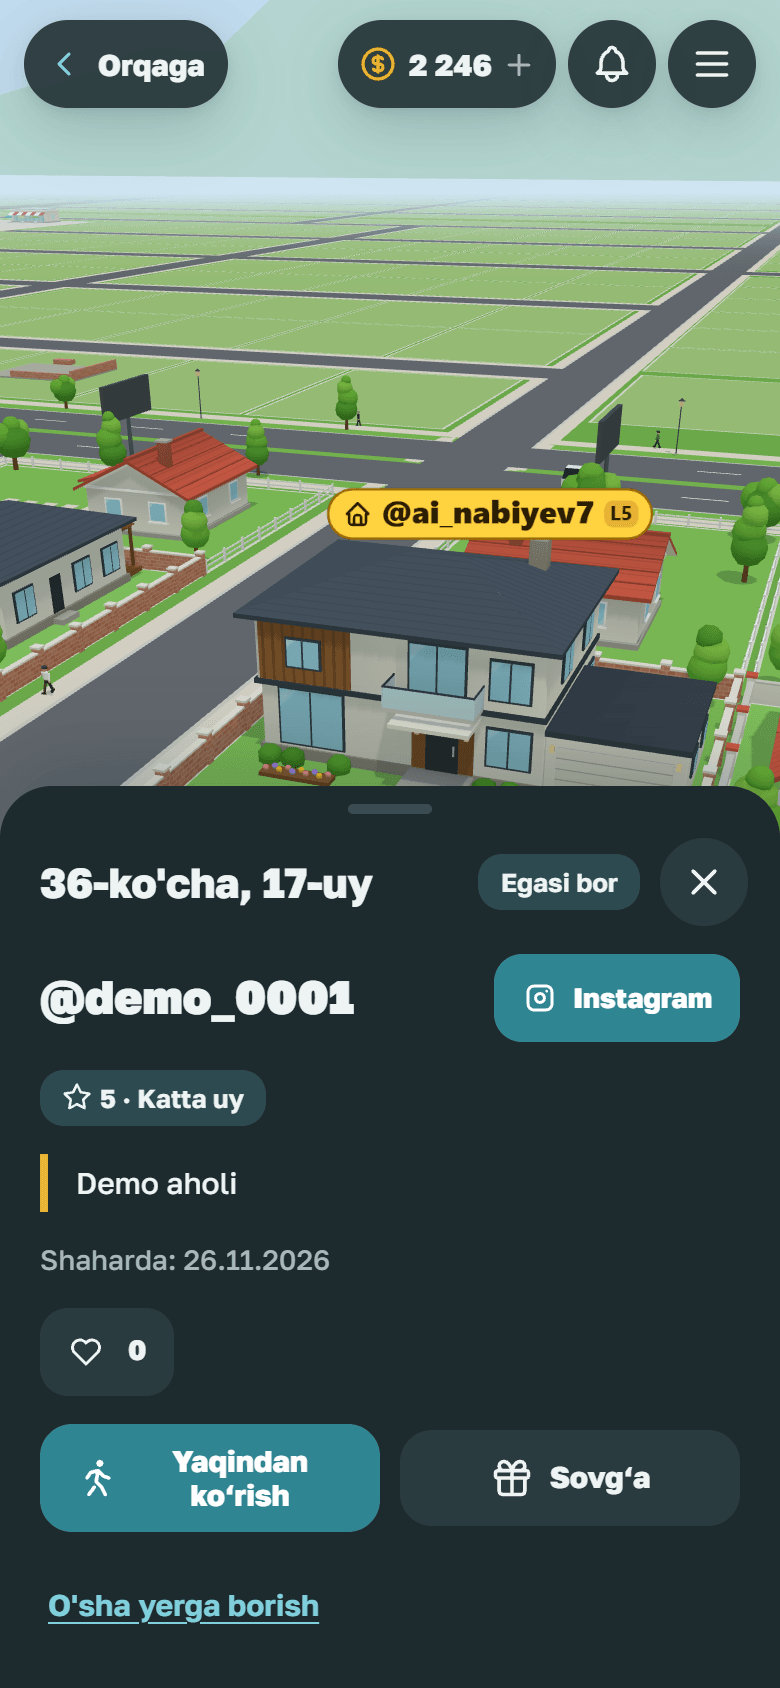 Orqaga
2 246
@ai_nabiyev7 L5
36-ko'cha, 17-uy
Egasi bor
@demo_0001
Instagram
5 · Katta uy
Demo aholi
Shaharda: 26.11.2026
0
Yaqindan
ko‘rish
Sovg‘a
O'sha yerga borish